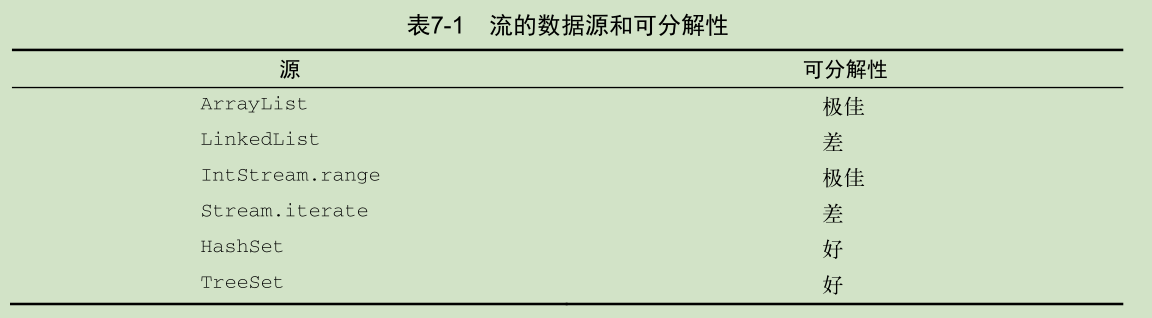 表7-1 流的数据源和可分解性
源 可分解性
ArrayList 极佳
LinkedList 差
IntStream.range 极佳
Stream.iterate 差
HashSet 好
TreeSet 好